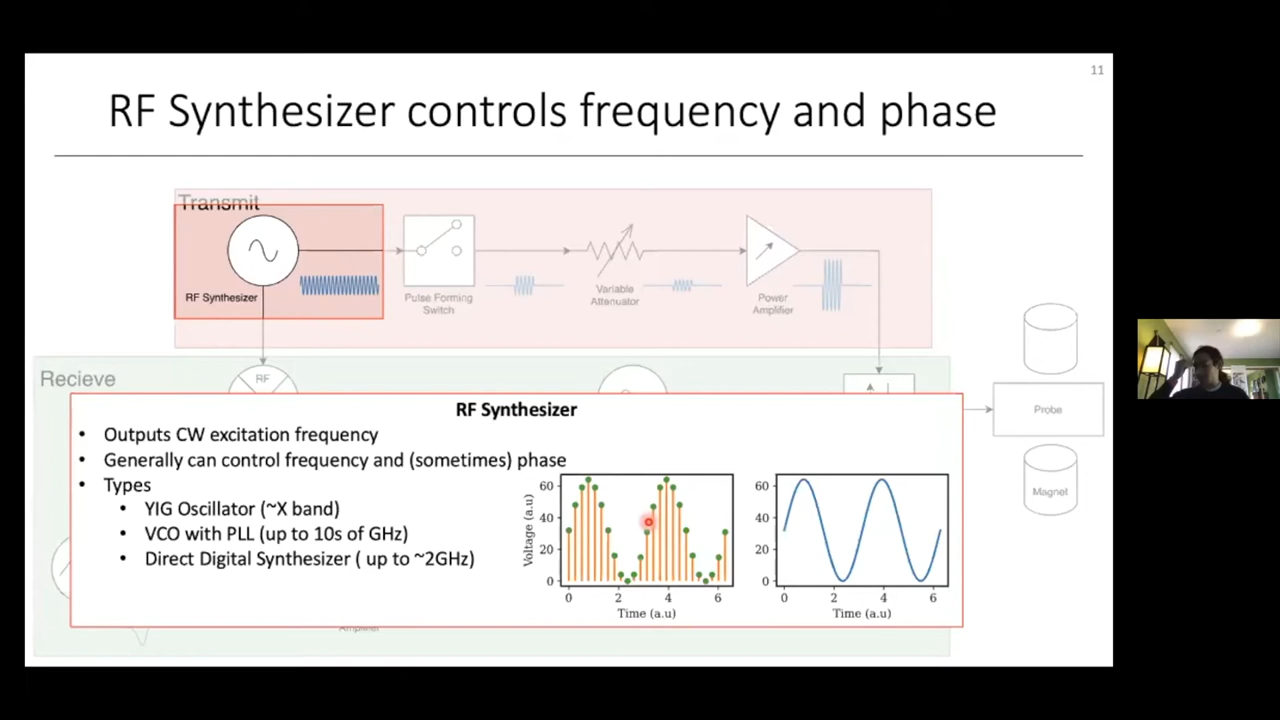 11
RF Synthesizer controls frequency and phase
Transmit
RF Synthesizer
Pulse Forming
Switch
Variable
Attenuator
Power
Amplifier
Recieve
RF
Probe
Magnet
RF Synthesizer
• Outputs CW excitation frequency
• Generally can control frequency and (sometimes) phase
• Types
• YIG Oscillator (~X band)
• VCO with PLL (up to 10s of GHz)
• Direct Digital Synthesizer ( up to ~2GHz)
Voltage (a.u)
60
40
20
0
0 2 4 6
Time (a.u)
60
40
20
0
0 2 4 6
Time (a.u)
Amplifier